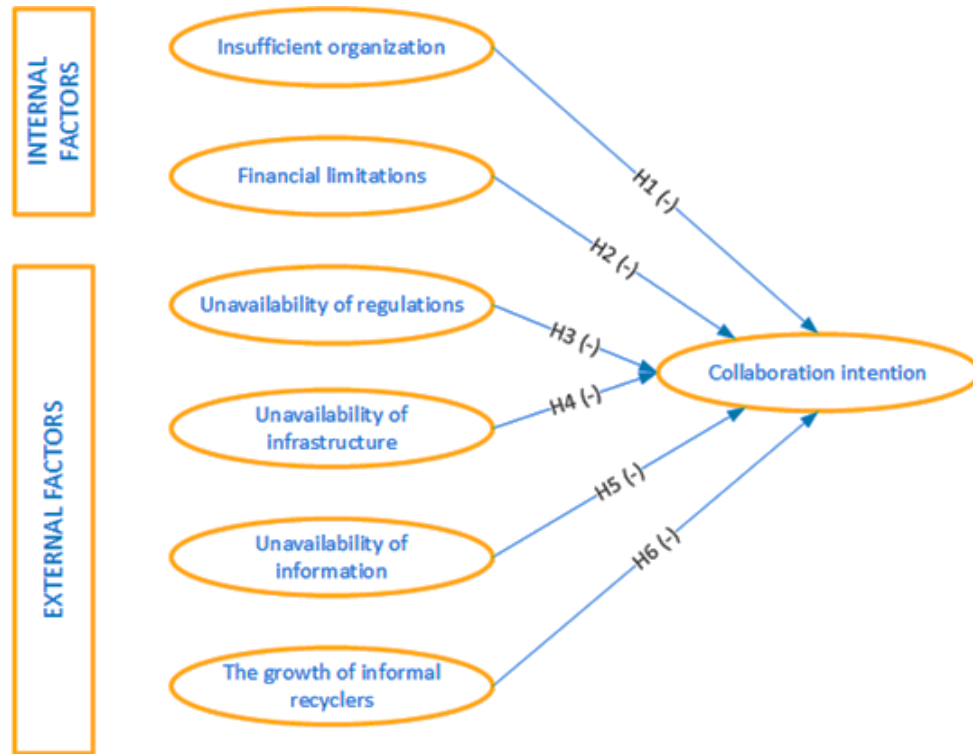 INTERNAL
FACTORS
Insufficient organization
Financial limitations
H1 (-)
H2 (-)
EXTERNAL FACTORS
Unavailability of regulations
Unavailability of
infrastructure
Unavailability of
information
The growth of informal
recyclers
H3 (-)
H4 (-)
H5 (-)
H6 (-)
Collaboration intention